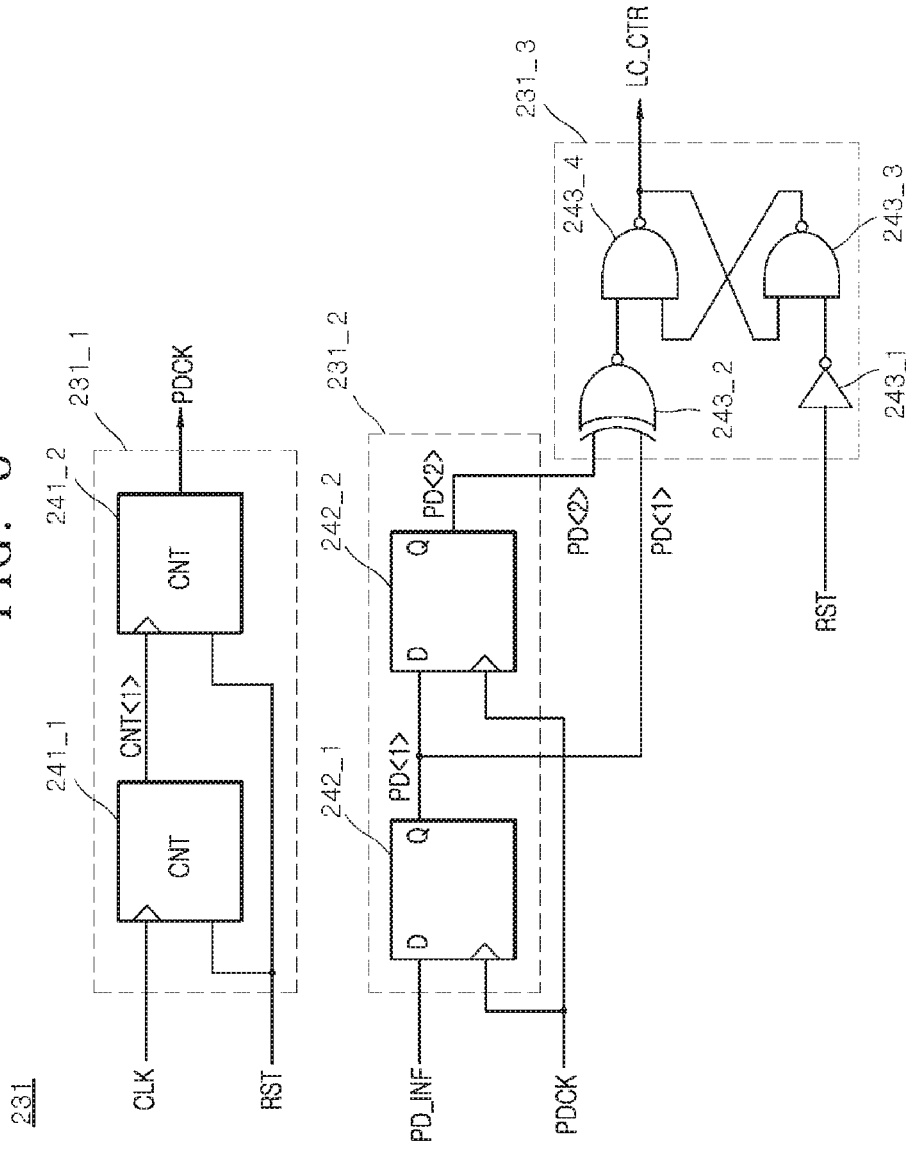 231
231_1
241_1
241_2
CLK
CNT
CNT<1>
CNT
PDCK
RST
231_2
242_1
242_2
PD_INF
D
Q
PD<1>
D
Q
PD<2>
PDCK
231_3
243_4
LC_CTR
PD<2>
PD<1>
243_2
243_3
RST
243_1